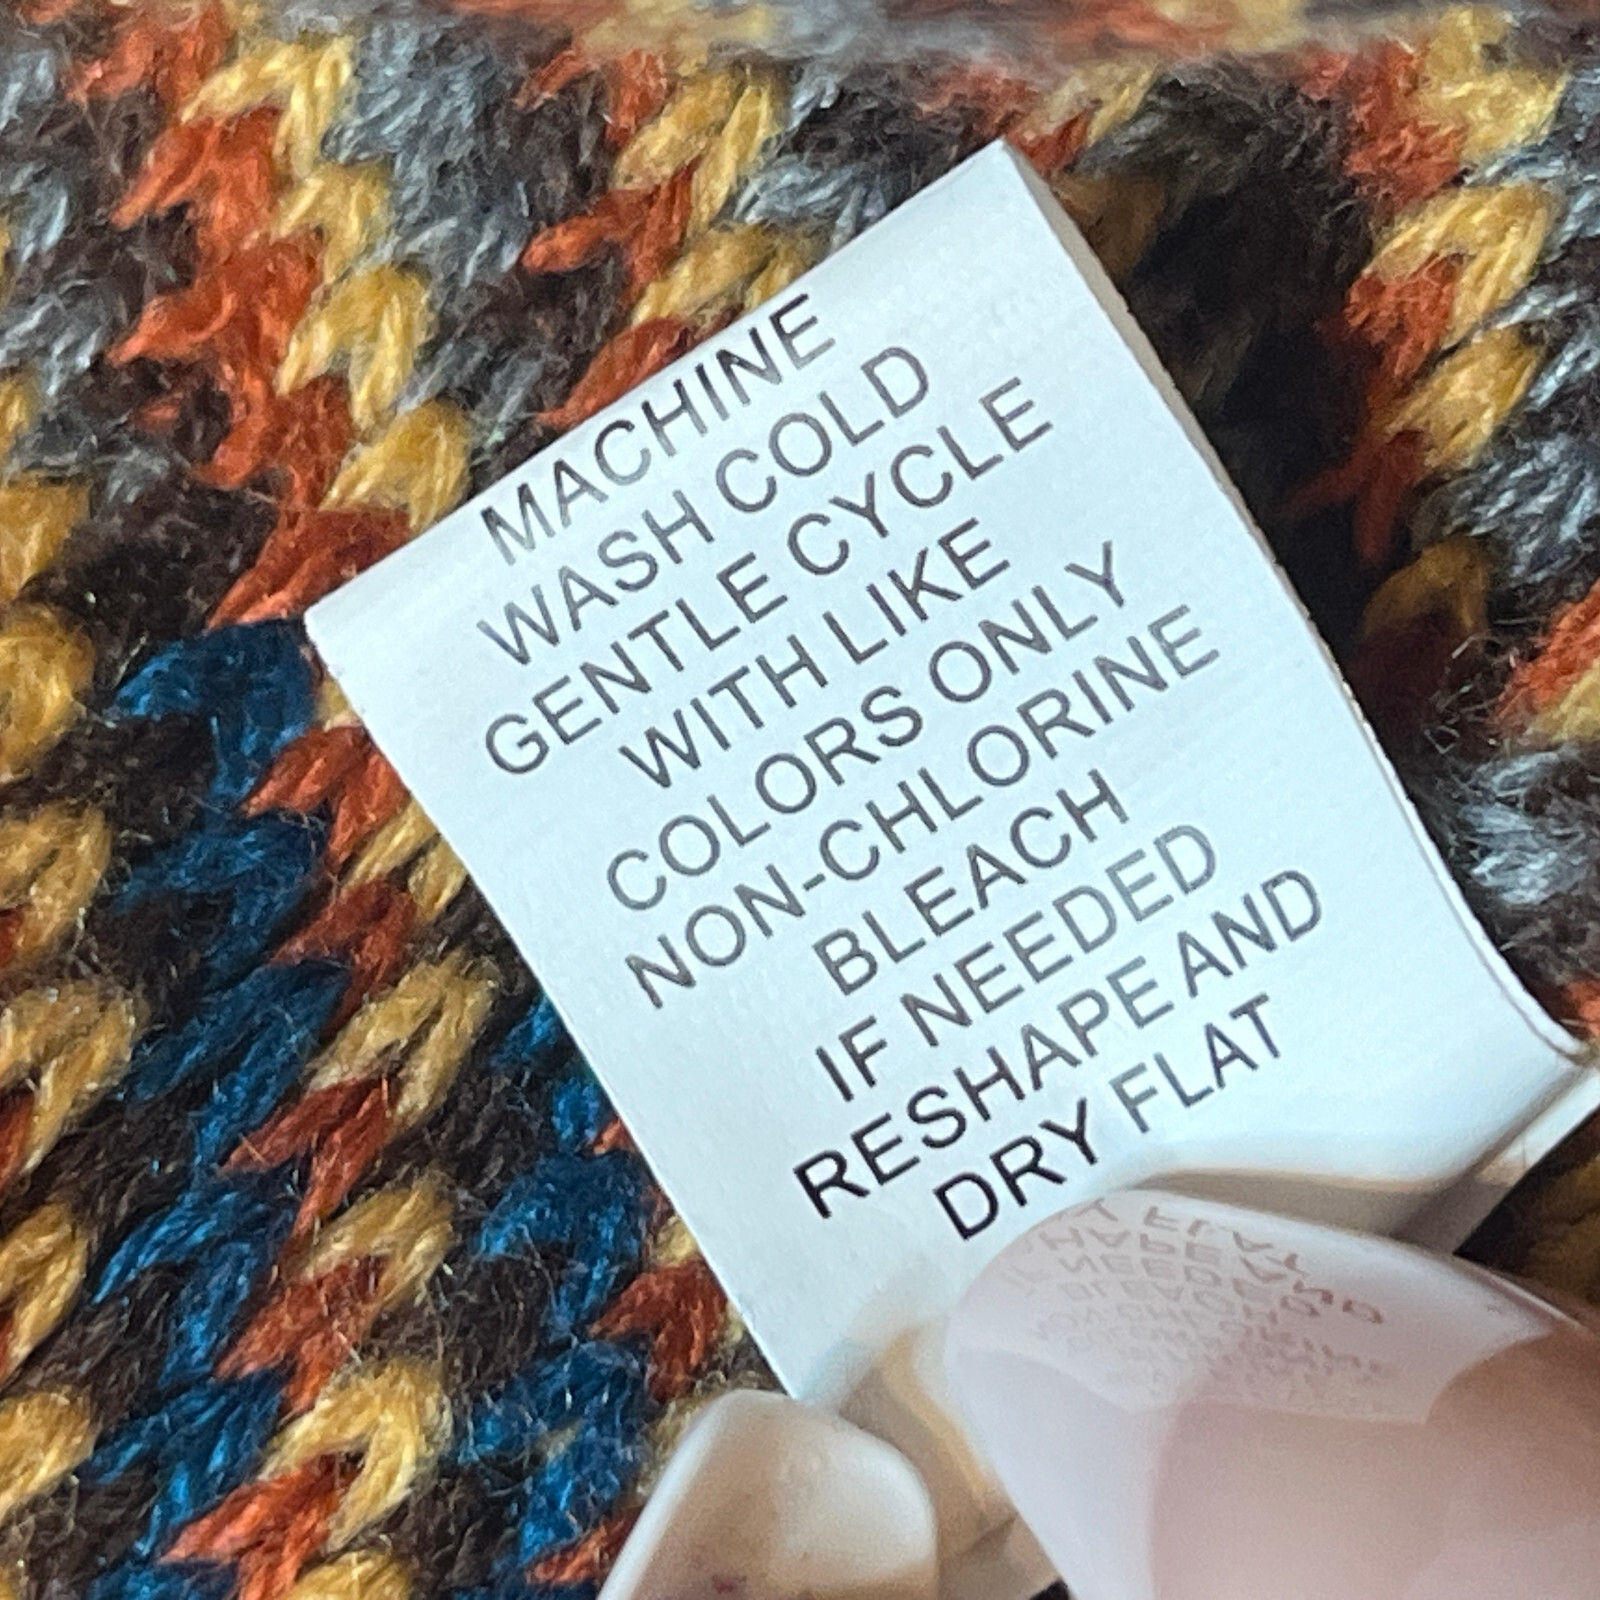 MACHINE
WASH COLD
GENTLE CYCLE
WITH LIKE
COLORS ONLY
NON-CHLORINE
BLEACH
IF NEEDED
RESHAPE AND
DRY FLAT